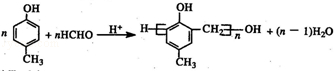 OH OH
n +nHCHO H⁺ H CH₂ n OH + (n − 1)H₂O
CH₃ CH₃